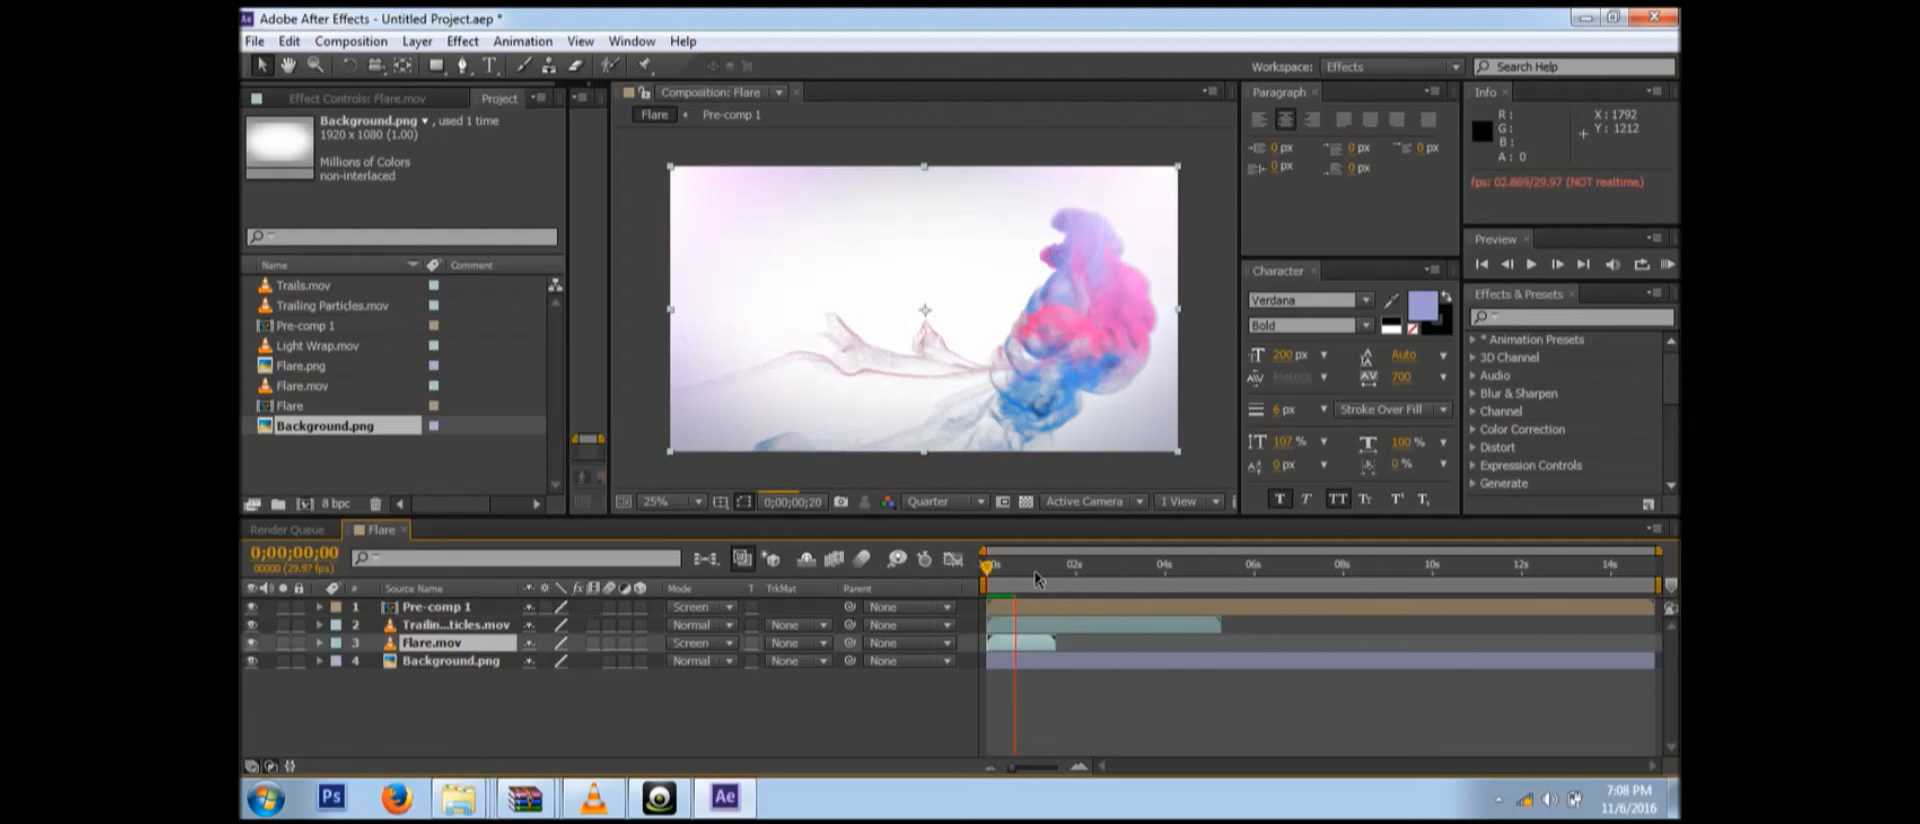 Adobe After Effects - Untitled Project.aep *
File Edit Composition Layer Effect Animation View Window Help
Workspace: Effects
Search Help
Effect Controls: Flare.mov
Project
Background.png ▼ , used 1 time
1920 x 1080 (1.00)
Millions of Colors
non-interlaced
Name
Comment
Trails.mov
Trailing Particles.mov
Pre-comp 1
Light Wrap.mov
Flare.png
Flare.mov
Flare
Background.png
8 bpc
Composition: Flare
Flare
Pre-comp 1
25%
0;00;00;20
Quarter
Active Camera
1 View
Paragraph
0 px 0 px 0 px
0 px 0 px
Character
Verdana
Bold
200 px Auto
Metrics 700
6 px Stroke Over Fill
107 % 100 %
0 px 0 %
T T TT Tr T¹ T,
Info
R :
G :
B :
A : 0
X : 1792
Y : 1212
fps: 02.869/29.97 (NOT realtime)
Preview
Effects & Presets
* Animation Presets
3D Channel
Audio
Blur & Sharpen
Channel
Color Correction
Distort
Expression Controls
Generate
Render Queue
Flare
0;00;00;00
00000 (29.97 fps)
# Source Name fx Mode T TrkMat Parent
0s 02s 04s 06s 08s 10s 12s 14s
1 Pre-comp 1 Screen None
2 Trailin...ticles.mov Normal None None
3 Flare.mov Screen None None
4 Background.png Normal None None
Ps
Ae
7:08 PM
11/6/2016